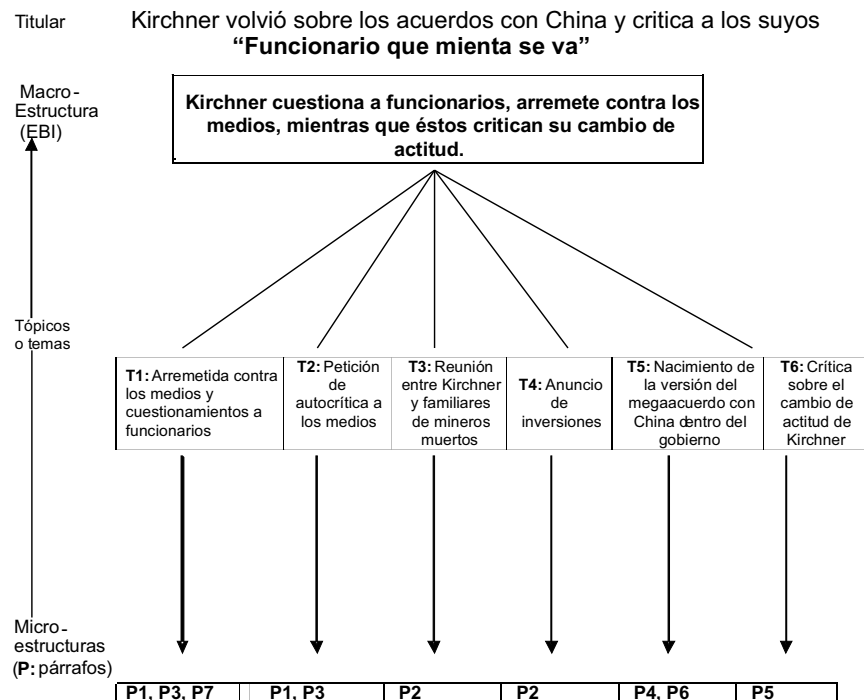 Titular
Kirchner volvió sobre los acuerdos con China y critica a los suyos
“Funcionario que mienta se va”
Macro-
Estructura
(EBI)
Kirchner cuestiona a funcionarios, arremete contra los
medios, mientras que éstos critican su cambio de
actitud.
Tópicos
o temas
T1: Arremetida contra
los medios y
cuestionamientos a
funcionarios
T2: Petición
de
autocrítica a
los medios
T3: Reunión
entre Kirchner
y familiares
de mineros
muertos
T4: Anuncio
de
inversiones
T5: Nacimiento de
la versión del
megaacuerdo con
China dentro del
gobierno
T6: Crítica
sobre el
cambio de
actitud de
Kirchner
Micro-
estructuras
(P: párrafos)
P1, P3, P7
P1, P3
P2
P2
P4, P6
P5